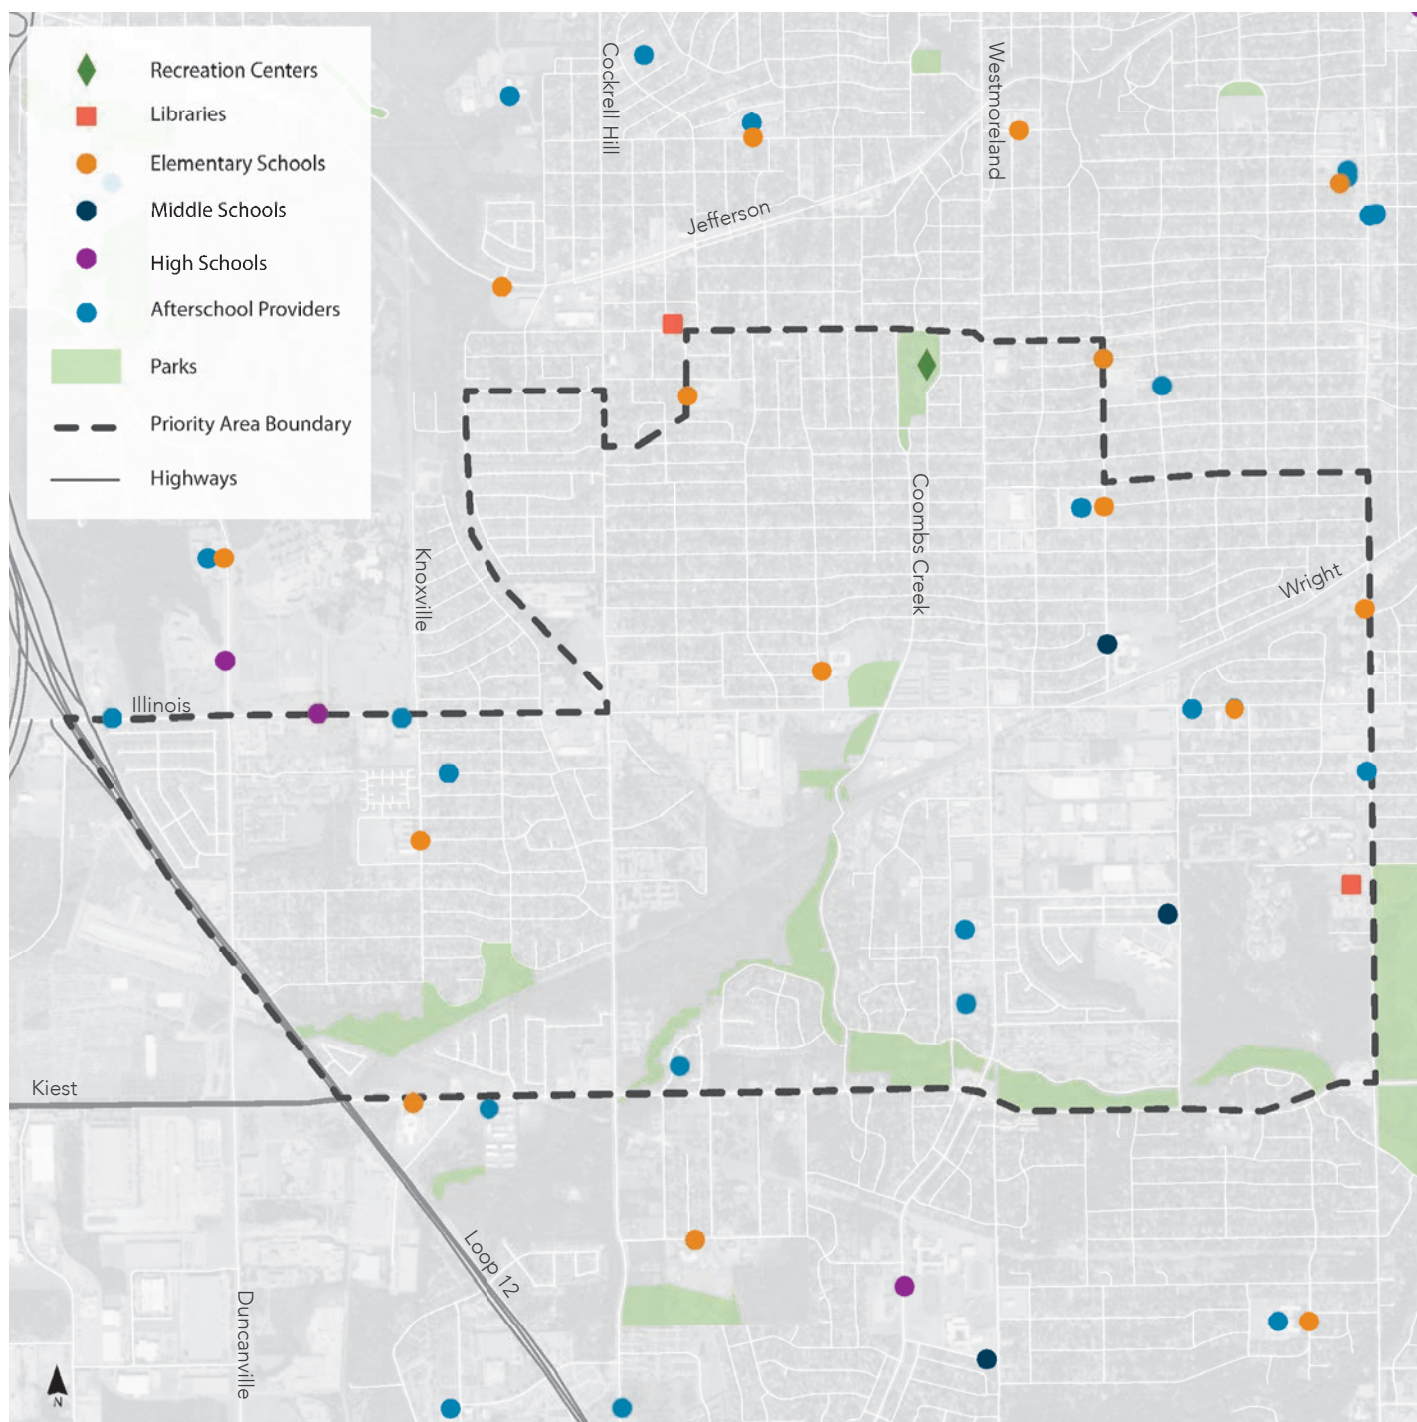 Recreation Centers
Libraries
Elementary Schools
Middle Schools
High Schools
Afterschool Providers
Parks
Priority Area Boundary
Highways
Cockrell Hill
Westmoreland
Jefferson
Coombs Creek
Knoxville
Wright
Illinois
Kiest
Loop 12
Duncanville
N